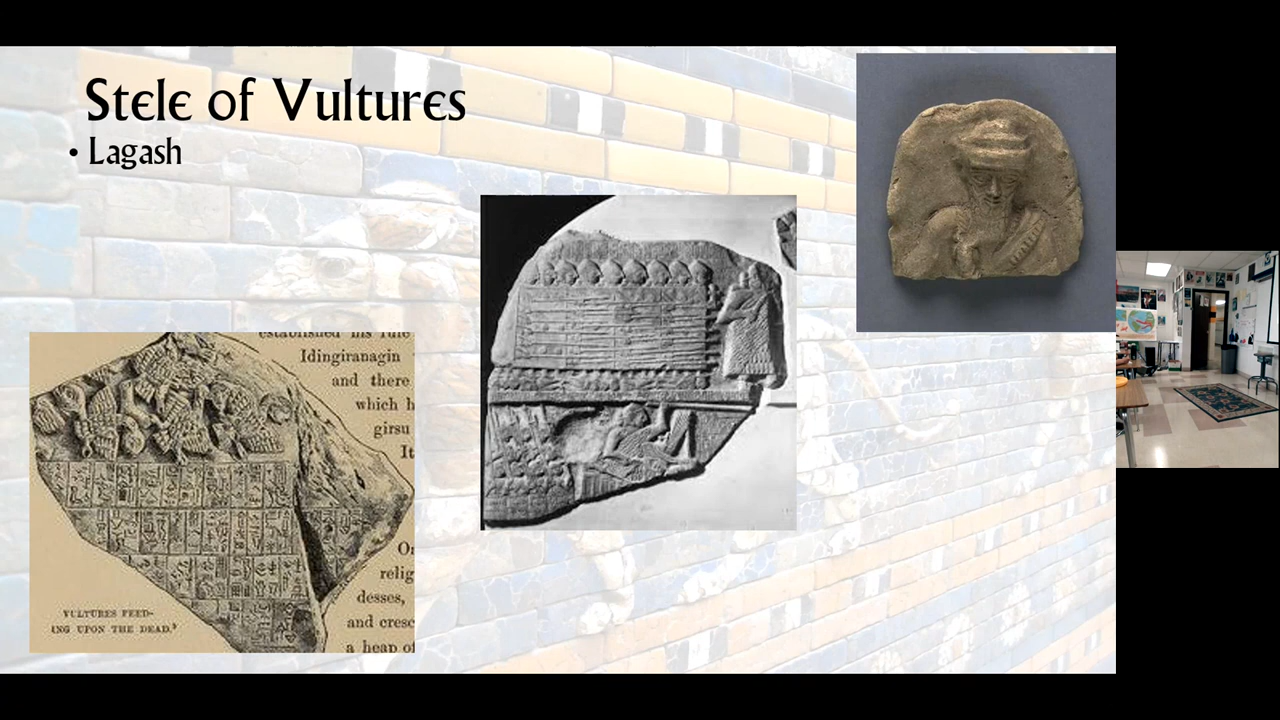 Stele of Vultures
• Lagash
established his rule
Idingiranagin
and there
which h
girsu
It
On
relig
desses,
and cresc
a heap of
VULTURES FEED-
ING UPON THE DEAD.³